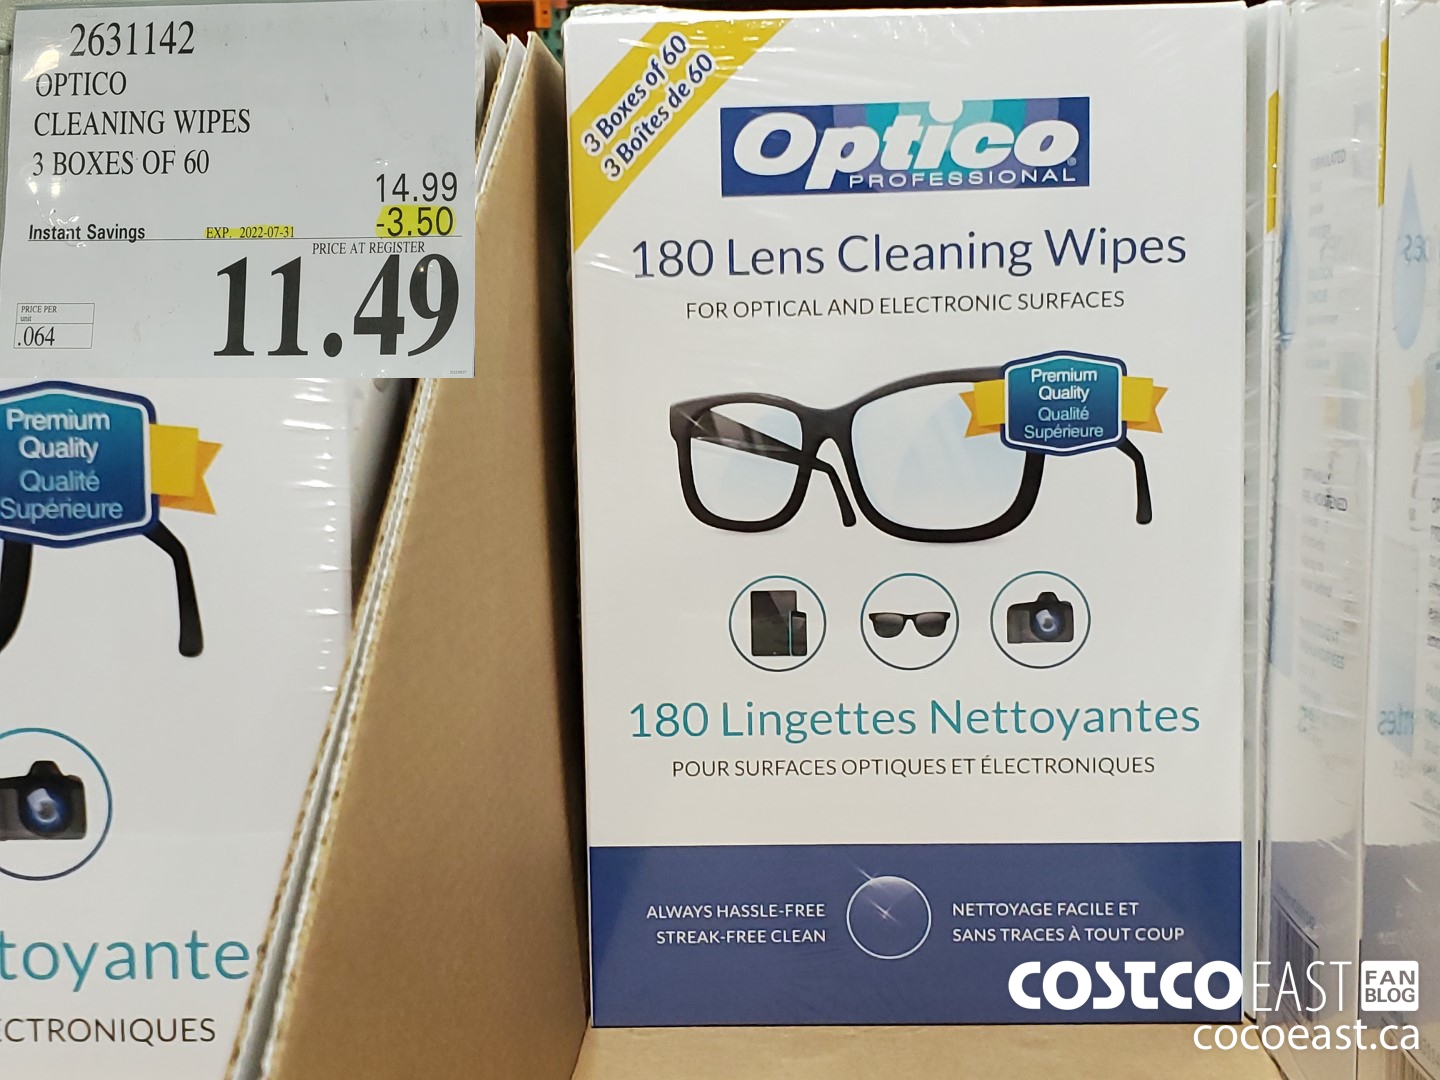 2631142
OPTICO
CLEANING WIPES
3 BOXES OF 60
14.99
Instant Savings EXP. 2022-07-31 -3.50
PRICE AT REGISTER
11.49
PRICE PER
unit
.064
Premium
Quality
Qualité
Supérieure
toyante
ECTRONIQUES
3 Boxes of 60
3 Boîtes de 60
Optico
PROFESSIONAL
180 Lens Cleaning Wipes
FOR OPTICAL AND ELECTRONIC SURFACES
Premium
Quality
Qualité
Supérieure
180 Lingettes Nettoyantes
POUR SURFACES OPTIQUES ET ÉLECTRONIQUES
ALWAYS HASSLE-FREE
STREAK-FREE CLEAN
NETTOYAGE FACILE ET
SANS TRACES À TOUT COUP
COSTCO EAST FAN BLOG
cocoeast.ca